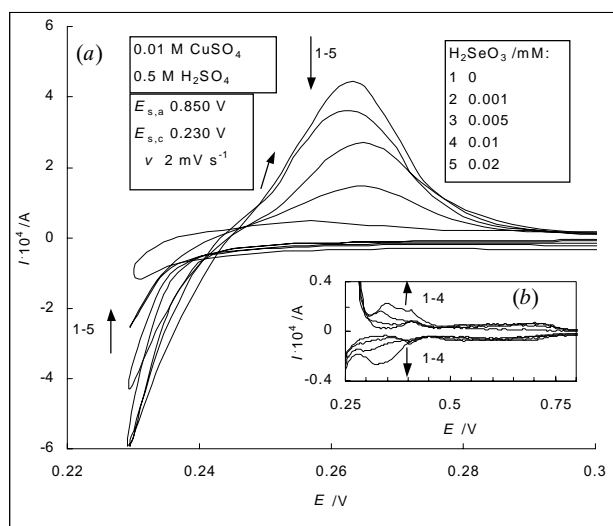 (a)
0.01 M CuSO4
0.5 M H2SO4
Es,a 0.850 V
Es,c 0.230 V
v 2 mV s-1
1-5
H2SeO3 /mM:
1 0
2 0.001
3 0.005
4 0.01
5 0.02
I·10^4 /A
6
4
2
0
-2
-4
-6
1-5
0.22
0.24
0.26
0.28
0.3
E /V
(b)
I·10^4 /A
0.4
0
-0.4
1-4
1-4
0.25
0.5
0.75
E /V